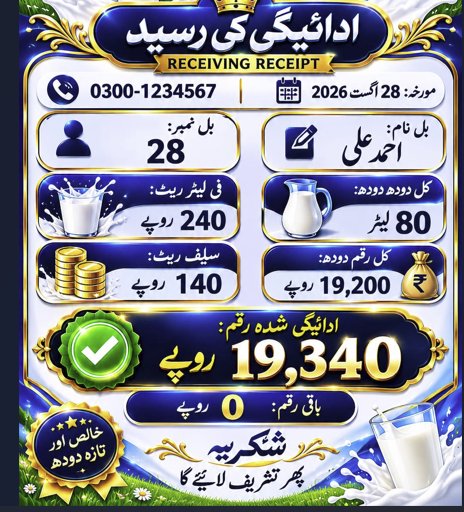 ادائیگی کی رسید
RECEIVING RECEIPT
مورخہ: 28 اگست 2026
0300-1234567
بل نام:
احمد علی
بل نمبر:
28
کل دودھ دودھ:
80 لیٹر
فی لیٹر ریٹ:
240 روپے
کل رقم دودھ:
19,200 روپے
₹
سیلف ریٹ:
140 روپے
ادائیگی شدہ رقم:
19,340 روپے
باقی رقم: 0 روپے
خالص اور
تازہ دودھ
شکریہ
پھر تشریف لائیے گا